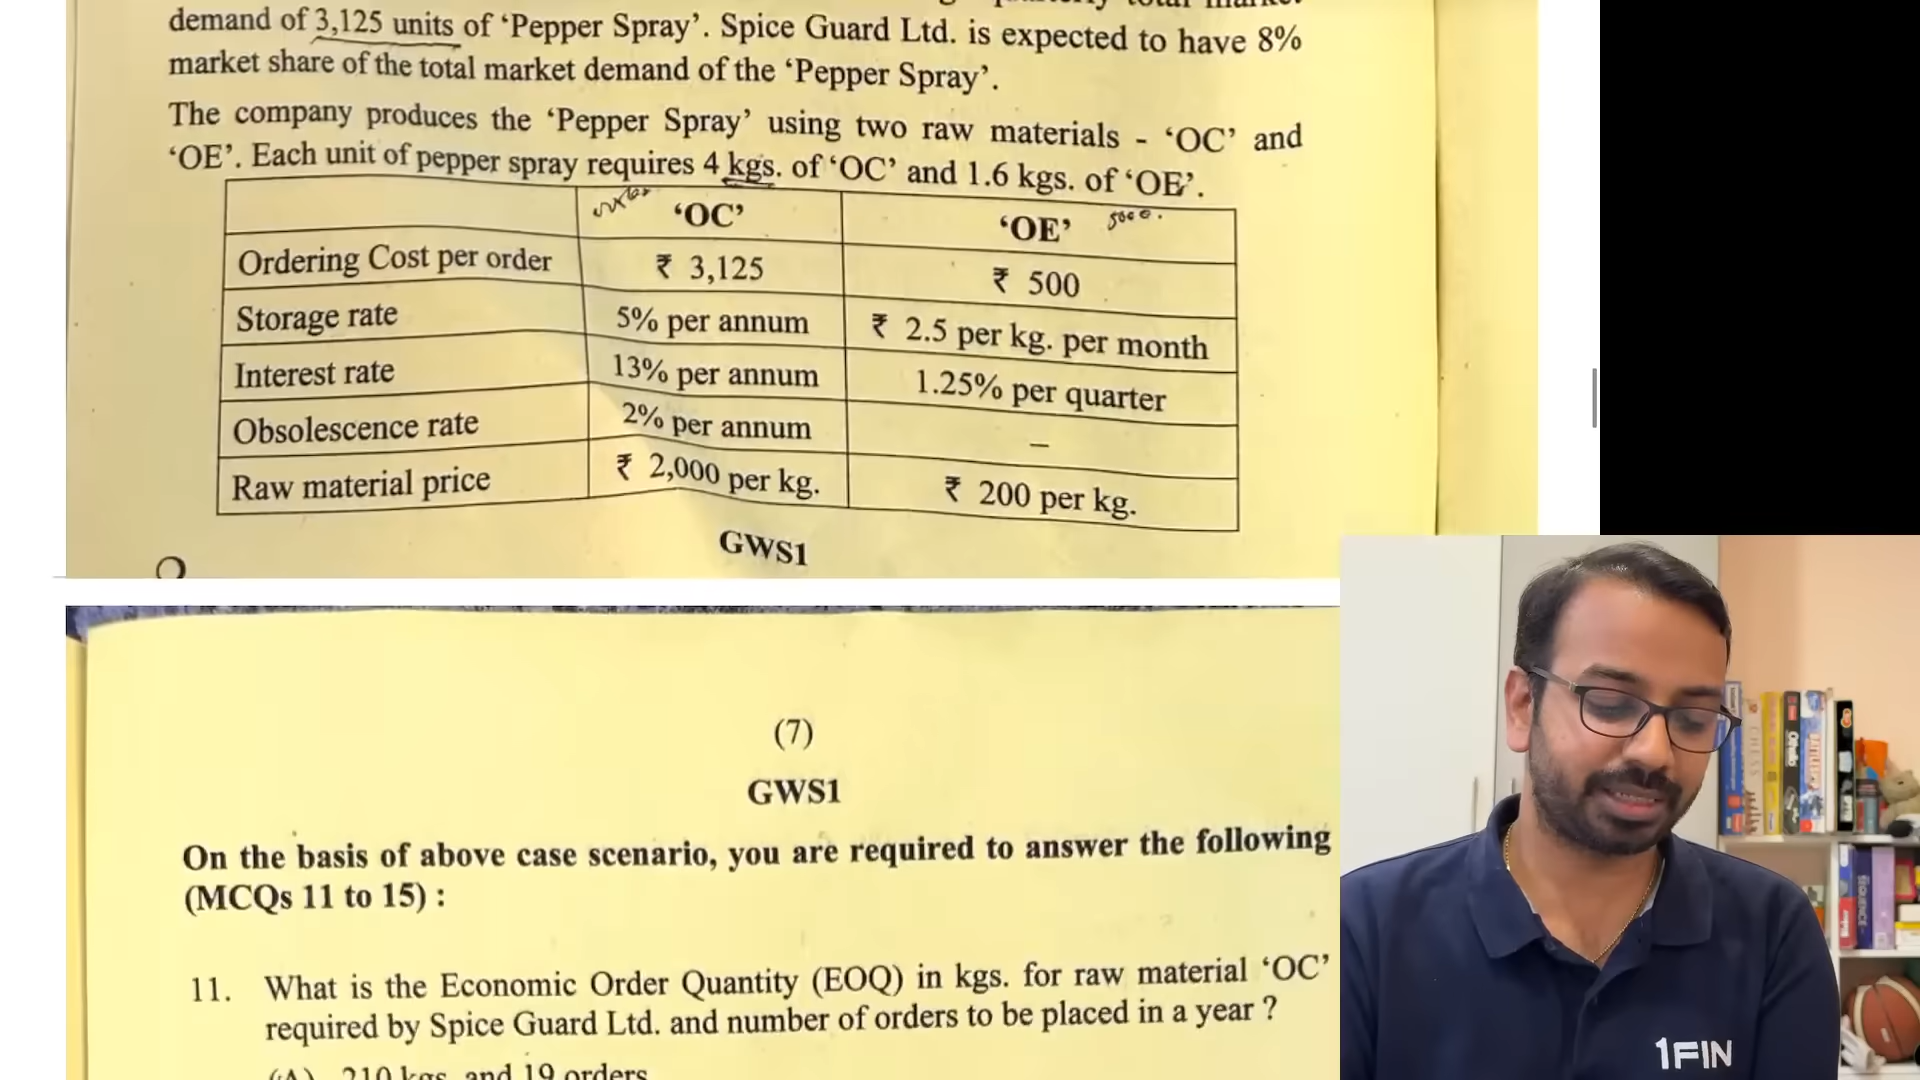 demand of 3,125 units of ‘Pepper Spray’. Spice Guard Ltd. is expected to have 8%
market share of the total market demand of the ‘Pepper Spray’.
The company produces the ‘Pepper Spray’ using two raw materials - ‘OC’ and
‘OE’. Each unit of pepper spray requires 4 kgs. of ‘OC’ and 1.6 kgs. of ‘OE’.
‘OC’ ‘OE’
Ordering Cost per order ₹ 3,125 ₹ 500
Storage rate 5% per annum ₹ 2.5 per kg. per month
Interest rate 13% per annum 1.25% per quarter
Obsolescence rate 2% per annum –
Raw material price ₹ 2,000 per kg. ₹ 200 per kg.
GWS1
(7)
GWS1
On the basis of above case scenario, you are required to answer the following
(MCQs 11 to 15) :
11. What is the Economic Order Quantity (EOQ) in kgs. for raw material ‘OC’
required by Spice Guard Ltd. and number of orders to be placed in a year ?
(A) 210 kgs. and 19 orders
1FIN